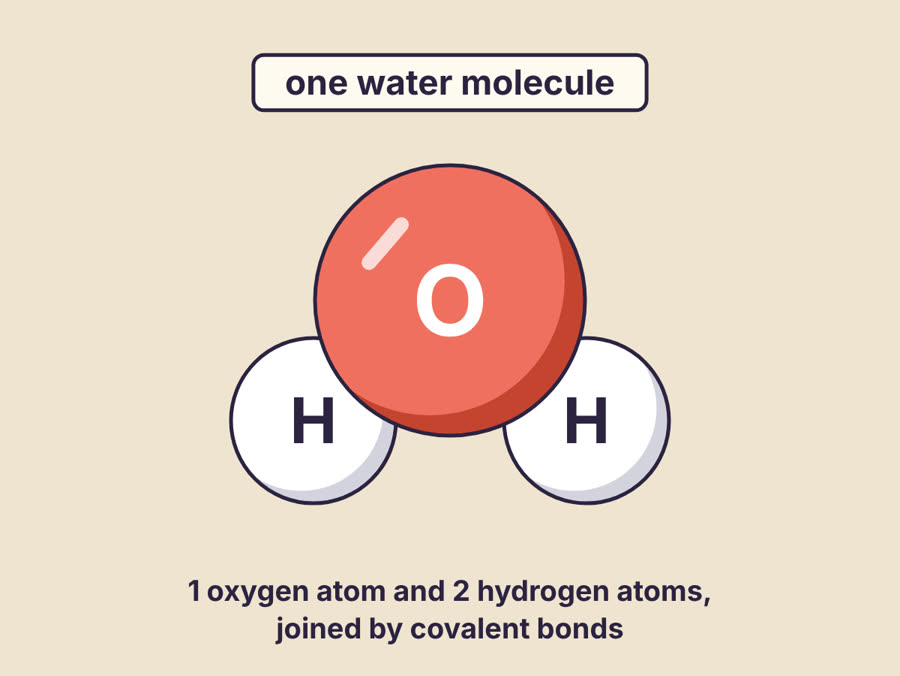 one water molecule
O
H
H
1 oxygen atom and 2 hydrogen atoms,
joined by covalent bonds